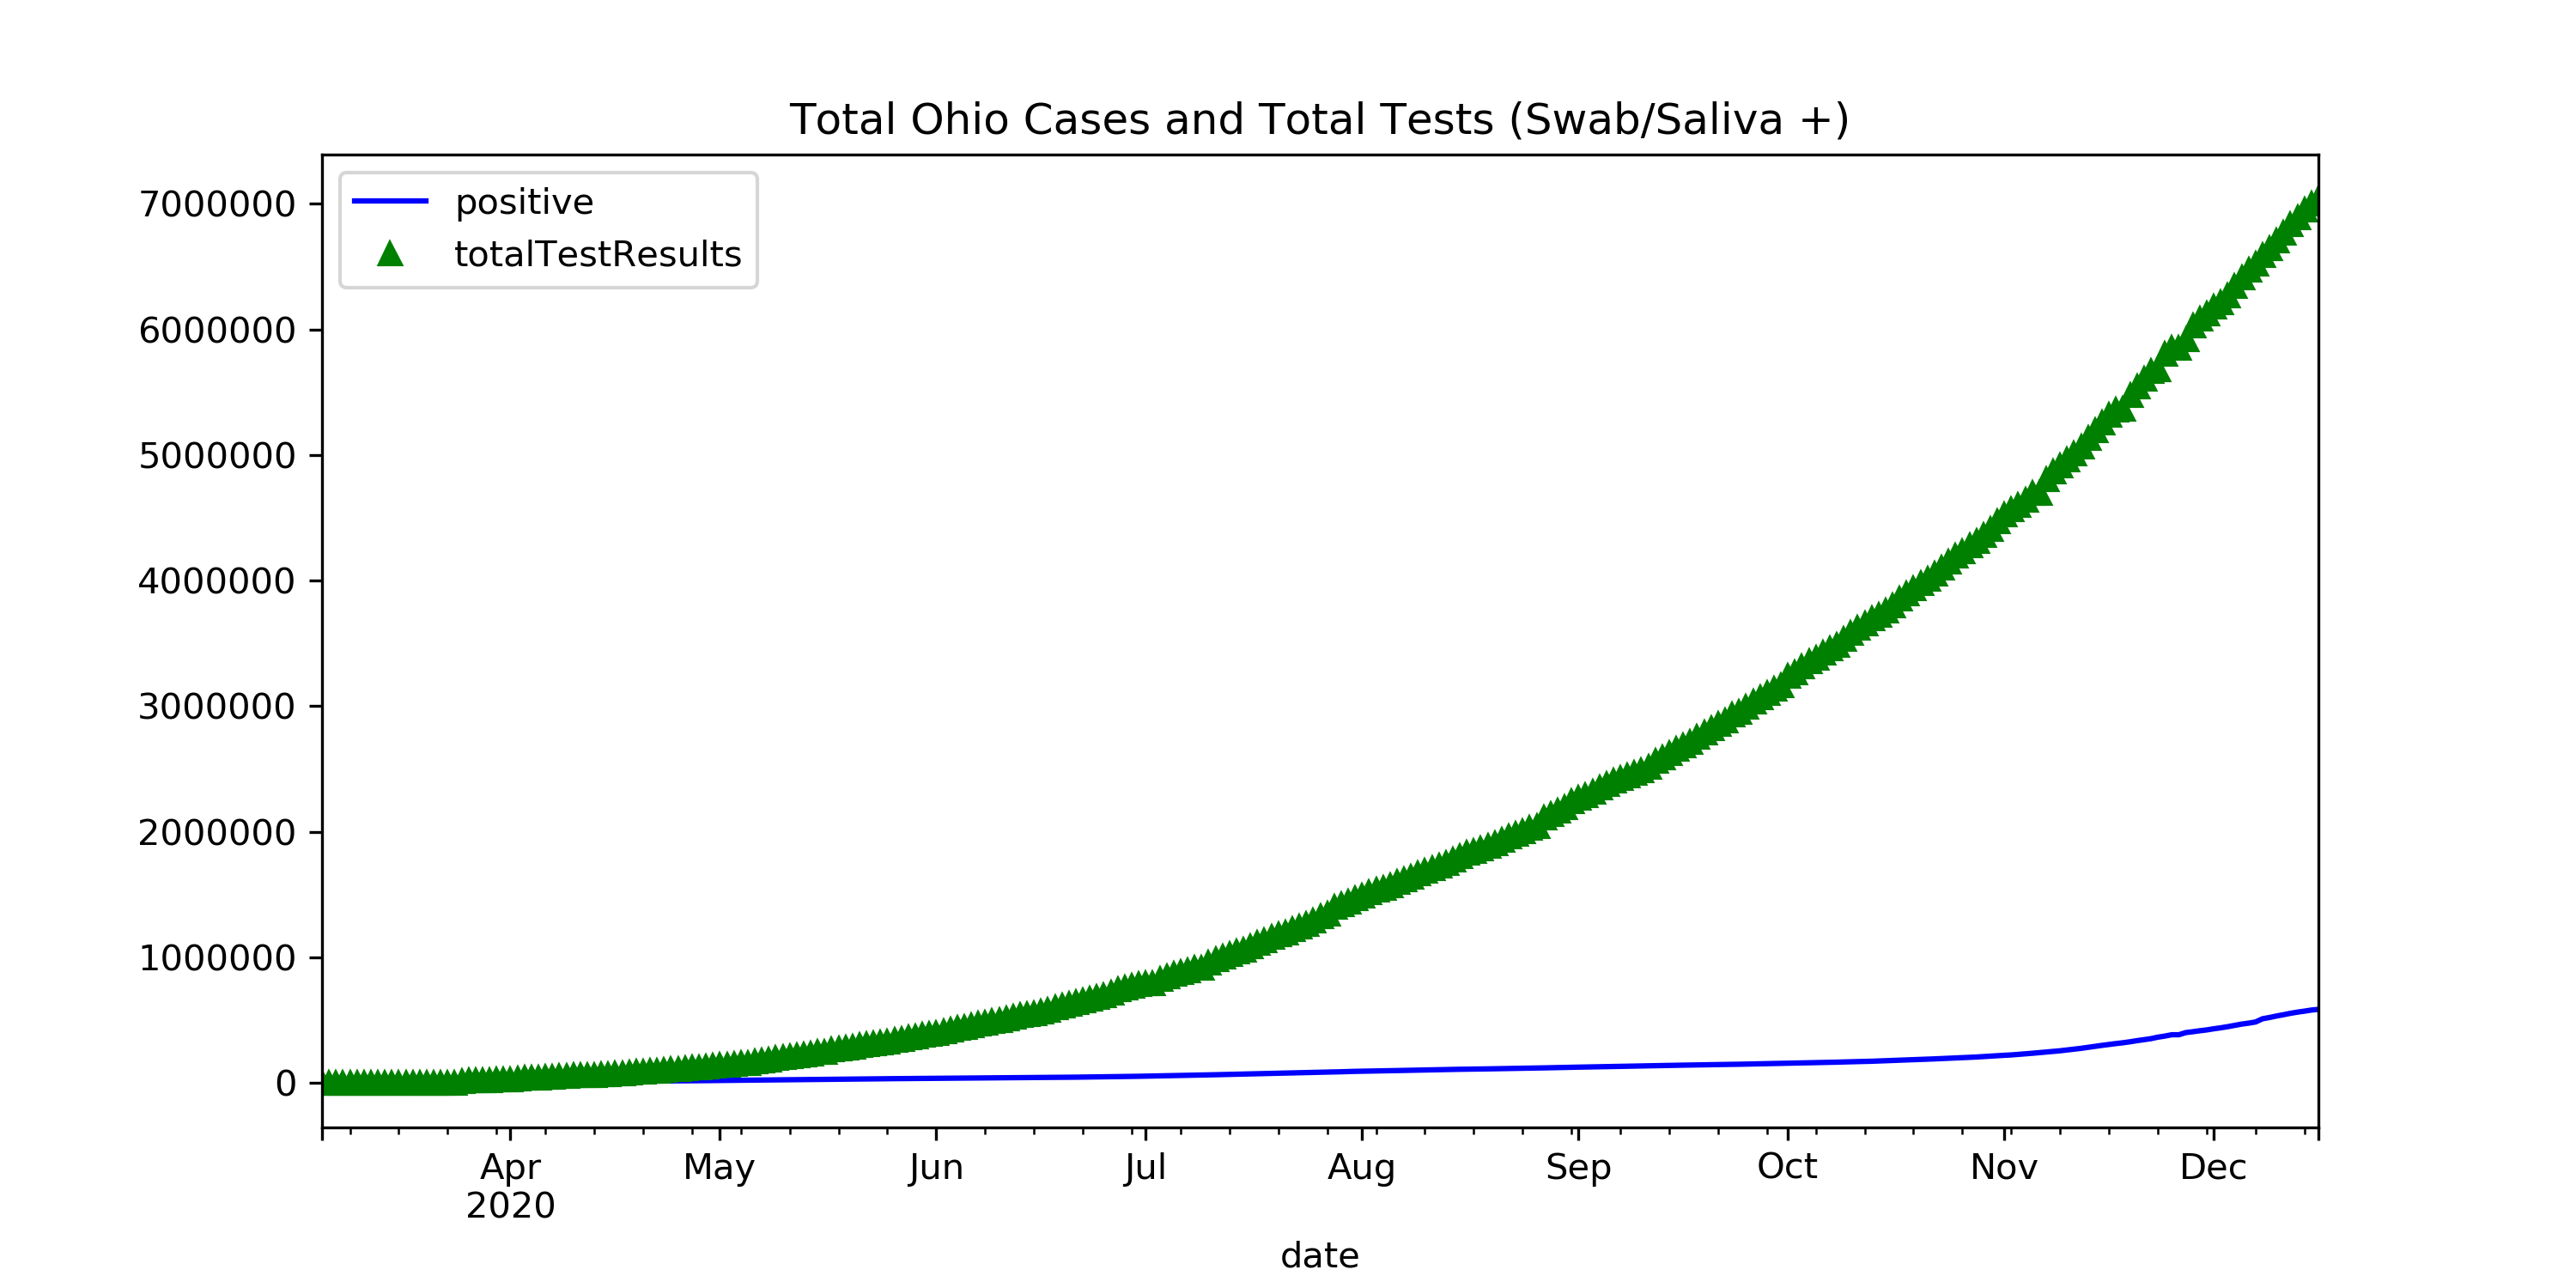 Total Ohio Cases and Total Tests (Swab/Saliva +)
positive
totalTestResults
7000000
6000000
5000000
4000000
3000000
2000000
1000000
0
Apr May Jun Jul Aug Sep Oct Nov Dec
2020
date